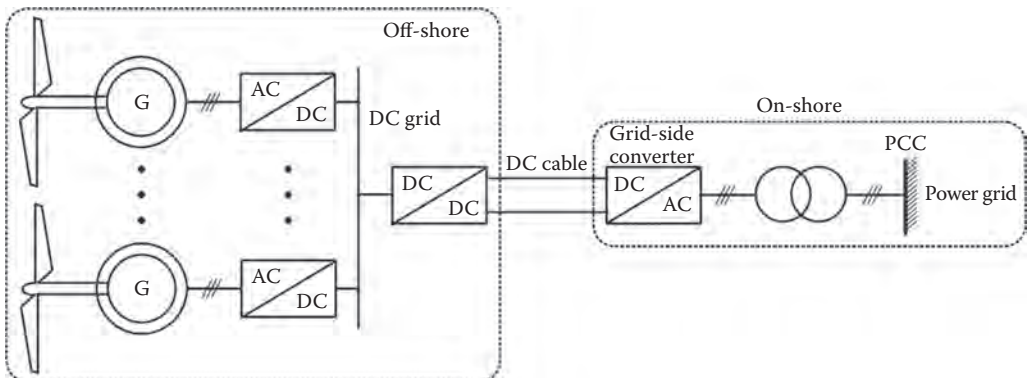 Off-shore
G
AC
DC
DC grid
On-shore
Grid-side
converter
PCC
DC cable
DC
DC
DC
AC
Power grid
G
AC
DC